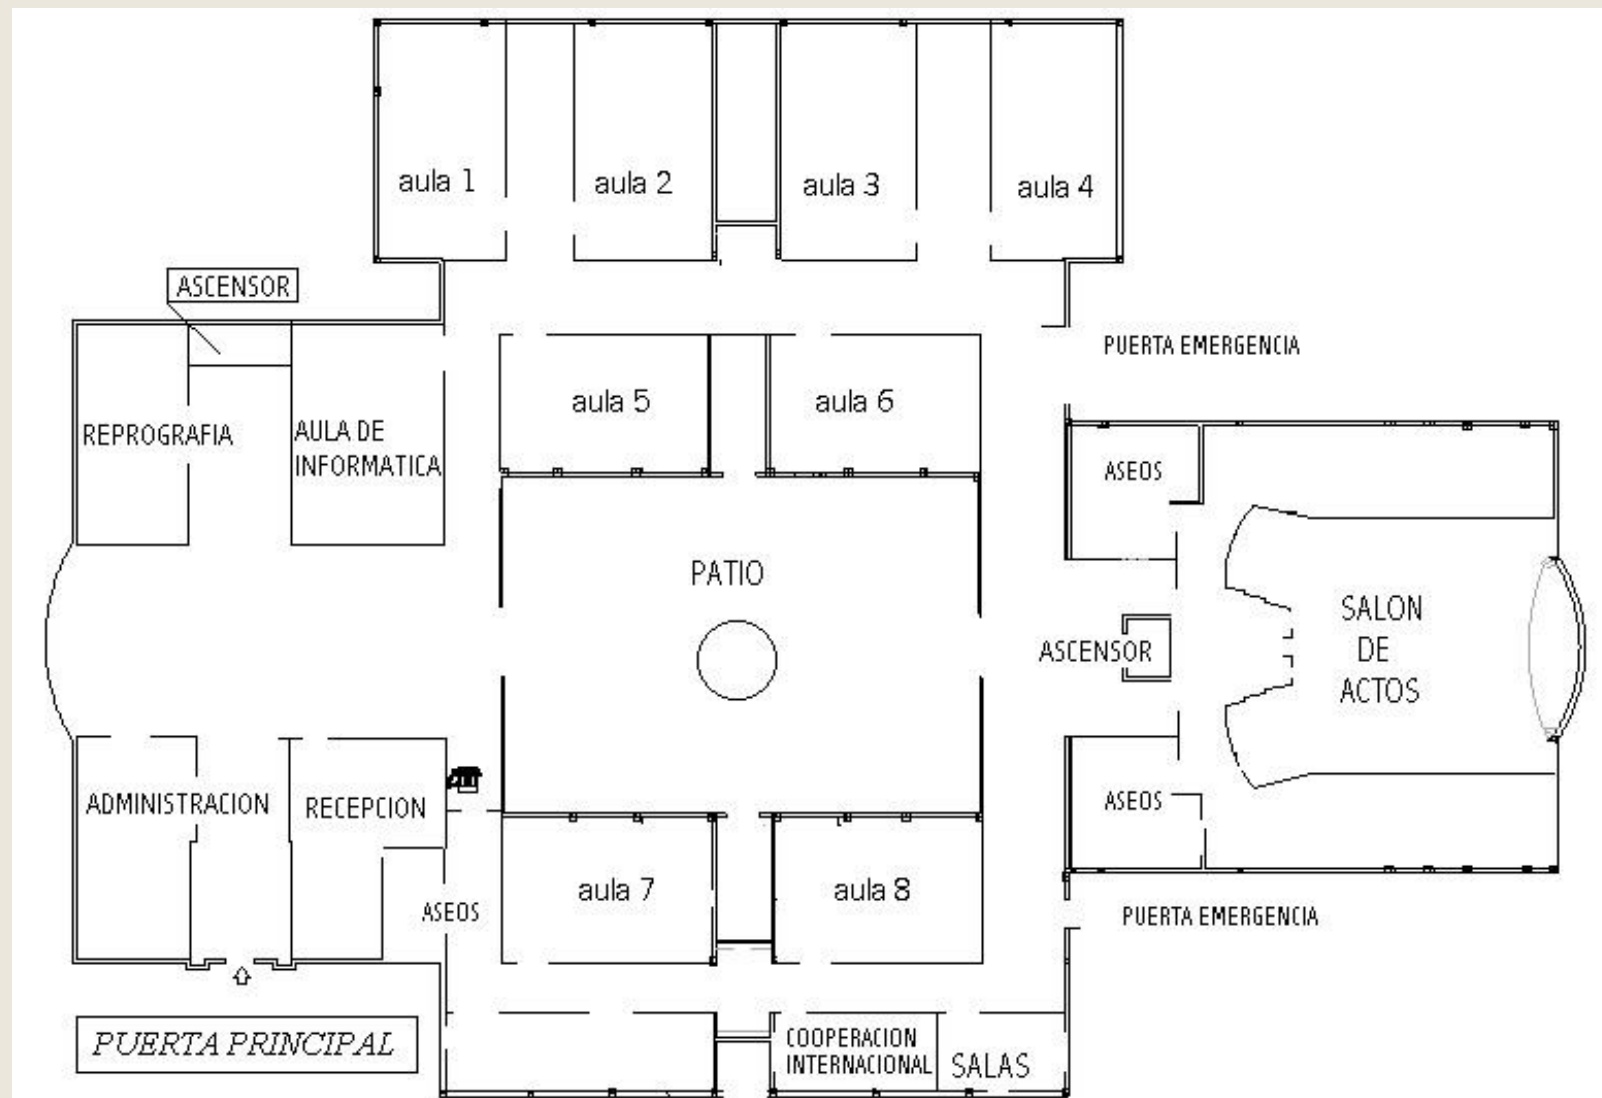 aula 1
aula 2
aula 3
aula 4
ASCENSOR
PUERTA EMERGENCIA
aula 5
aula 6
REPROGRAFIA
AULA DE
INFORMATICA
ASEOS
PATIO
SALON
DE
ACTOS
ASCENSOR
ADMINISTRACION
RECEPCION
ASEOS
aula 7
aula 8
ASEOS
PUERTA EMERGENCIA
PUERTA PRINCIPAL
COOPERACION
INTERNACIONAL
SALAS